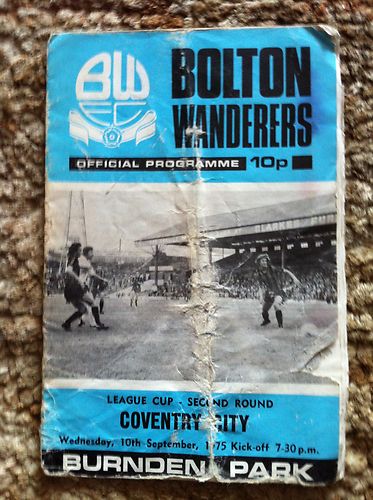 BW
FC
BOLTON
WANDERERS
OFFICIAL PROGRAMME 10p
LEAGUE CUP - SECOND ROUND
COVENTRY CITY
Wednesday, 10th September, 1975 Kick-off 7-30 p.m.
BURNDEN PARK